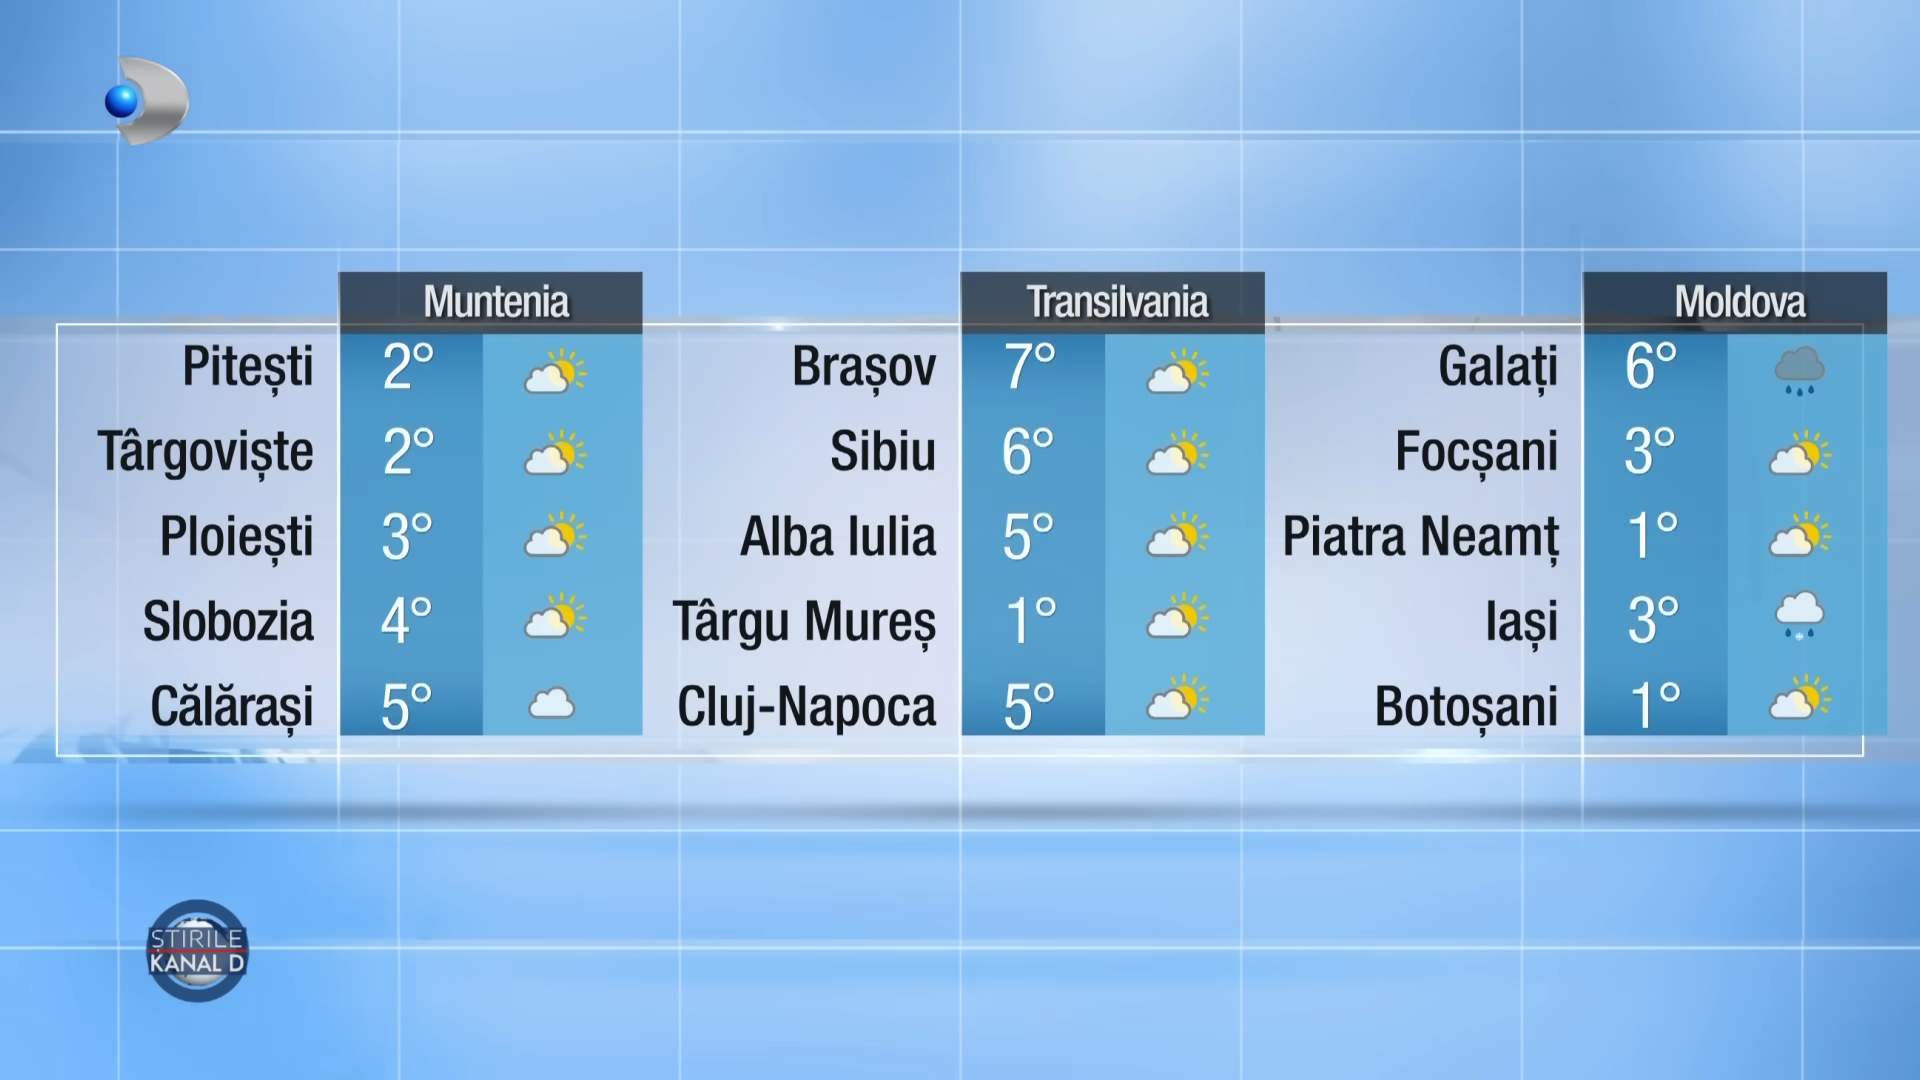 Muntenia
Pitești 2°
Târgoviște 2°
Ploiești 3°
Slobozia 4°
Călărași 5°
Transilvania
Brașov 7°
Sibiu 6°
Alba Iulia 5°
Târgu Mureș 1°
Cluj-Napoca 5°
Moldova
Galați 6°
Focșani 3°
Piatra Neamț 1°
Iași 3°
Botoșani 1°
ȘTIRILE
KANAL D